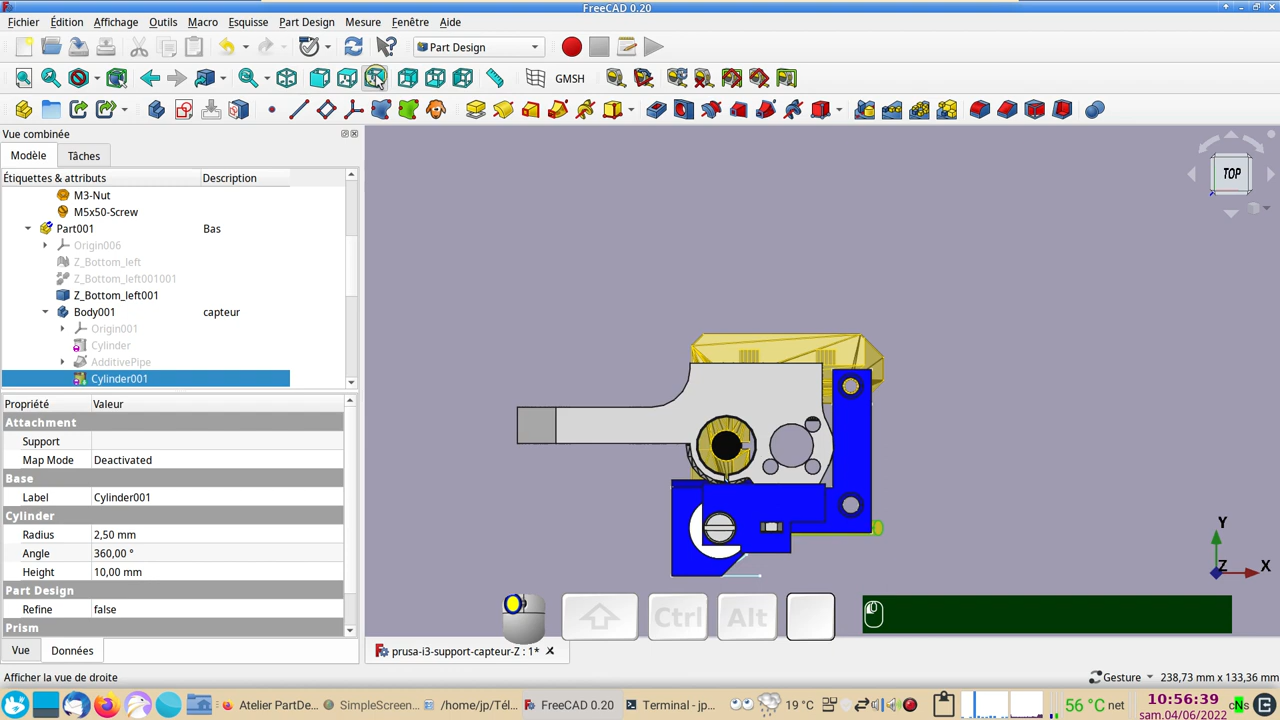 FreeCAD 0.20
Fichier Édition Affichage Outils Macro Esquisse Part Design Mesure Fenêtre Aide
Part Design
GMSH
Vue combinée
Modèle Tâches
Étiquettes & attributs Description
M3-Nut
M5x50-Screw
Part001 Bas
Origin006
Z_Bottom_left
Z_Bottom_left001001
Z_Bottom_left001
Body001 capteur
Origin001
Cylinder
AdditivePipe
Cylinder001
Propriété Valeur
Attachment
Support
Map Mode Deactivated
Base
Label Cylinder001
Cylinder
Radius 2,50 mm
Angle 360,00 °
Height 10,00 mm
Part Design
Refine false
Prism
Vue Données
TOP
Y
Z X
Ctrl Alt
prusa-i3-support-capteur-Z : 1*
Afficher la vue de droite
Gesture 238,73 mm x 133,36 mm
Atelier PartDe... SimpleScreen... /home/jp/Tél... FreeCAD 0.20 Terminal - jp... 19 °C 56 °C net 10:56:39
sam.04/06/2022